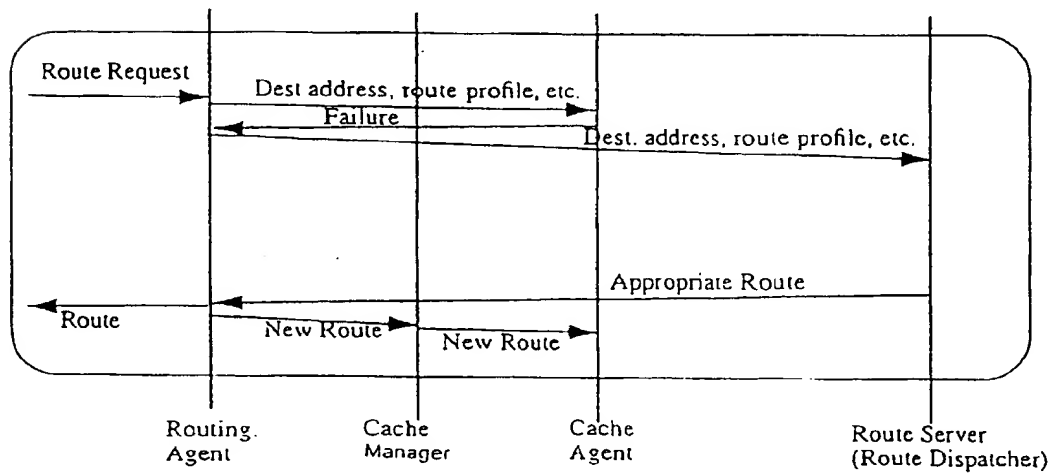 Route Request
Dest address, route profile, etc.
Failure
Dest. address, route profile, etc.
Appropriate Route
Route
New Route
New Route
Routing.
Agent
Cache
Manager
Cache
Agent
Route Server
(Route Dispatcher)